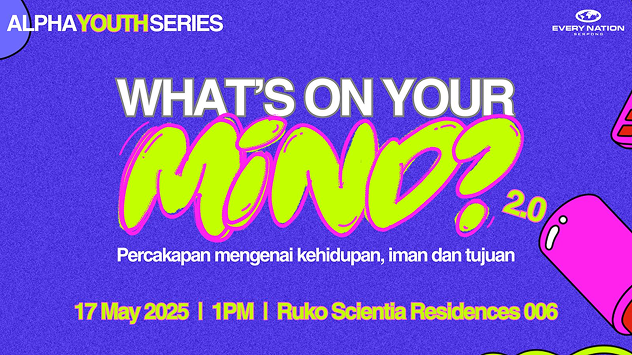 ALPHA YOUTH SERIES
EVERY NATION
SERPONG
WHAT'S ON YOUR
MIND?
2.0
Percakapan mengenai kehidupan, iman dan tujuan
17 May 2025 | 1PM | Ruko Scientia Residences 006